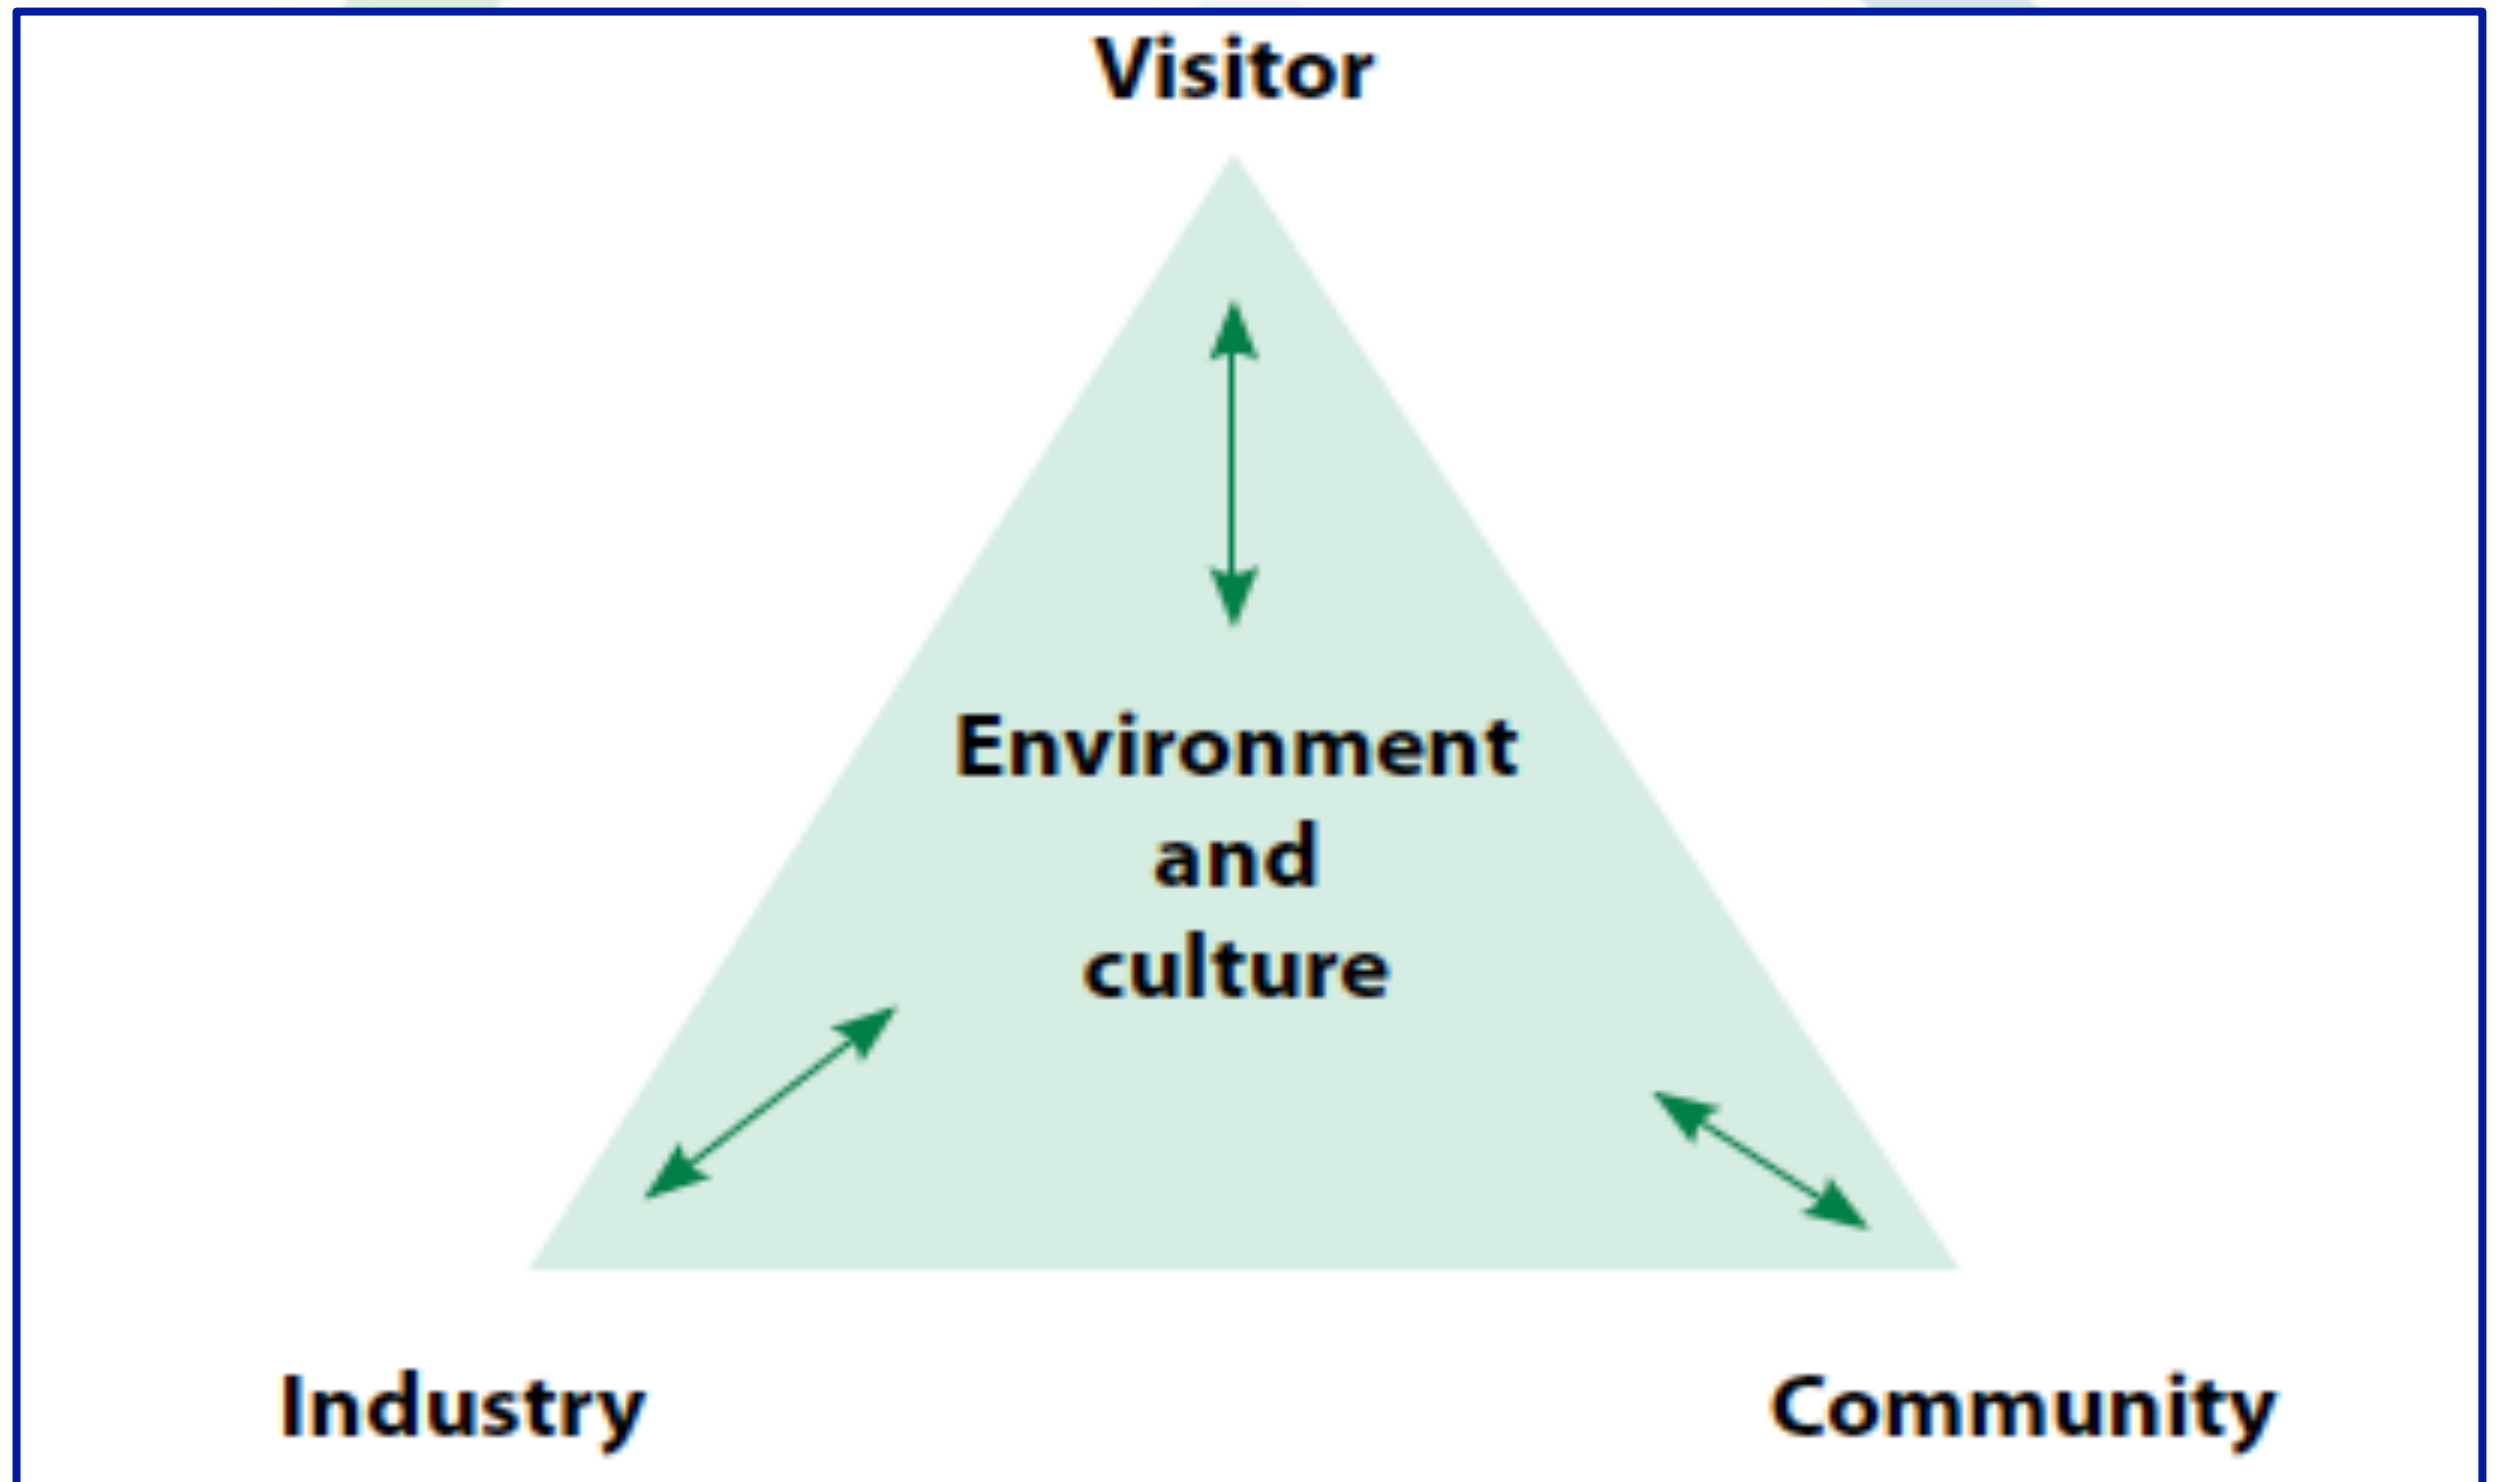 Visitor
Environment
and
culture
Industry
Community